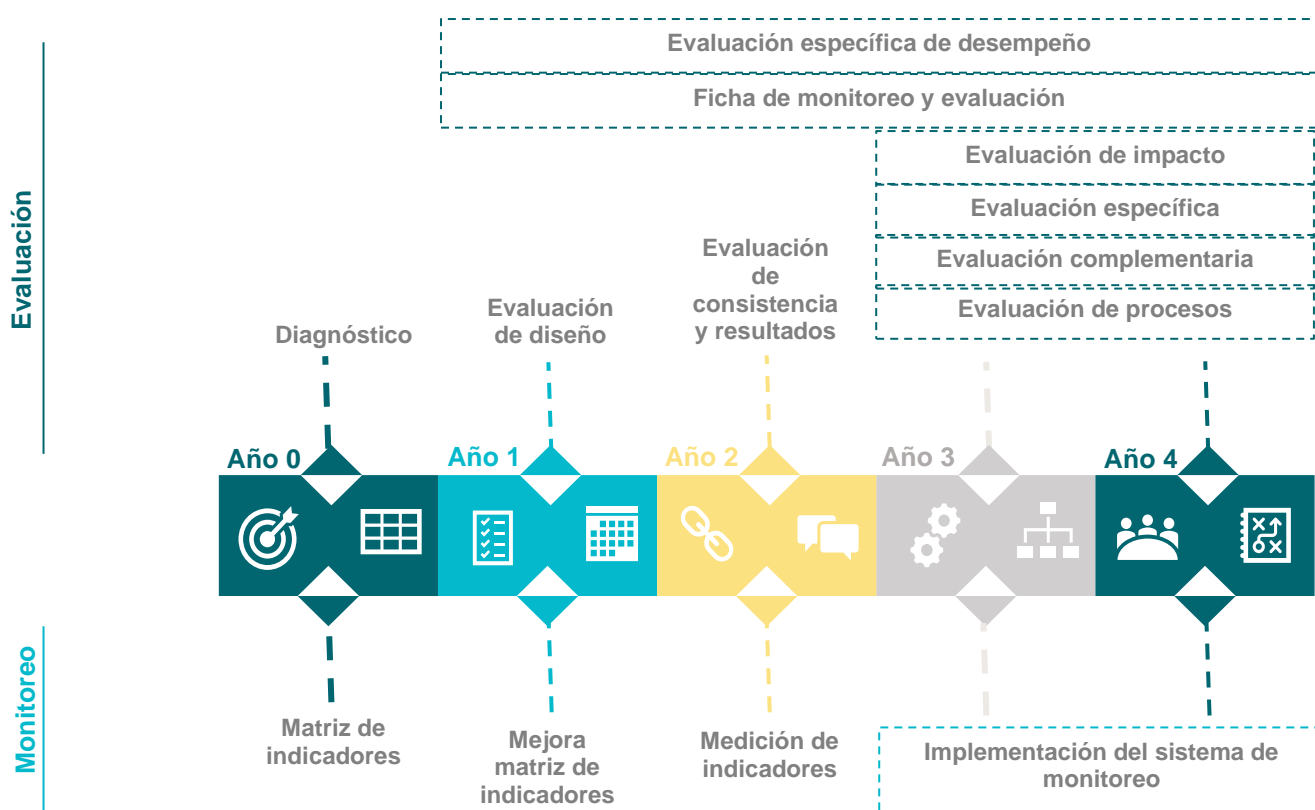 Evaluación específica de desempeño
Ficha de monitoreo y evaluación
Evaluación de impacto
Evaluación específica
Evaluación complementaria
Evaluación de procesos
Evaluación
Evaluación
de
consistencia
y resultados
Evaluación
de diseño
Diagnóstico
Año 0
Año 1
Año 2
Año 3
Año 4
Monitoreo
Matriz de
indicadores
Mejora
matriz de
indicadores
Medición de
indicadores
Implementación del sistema de
monitoreo